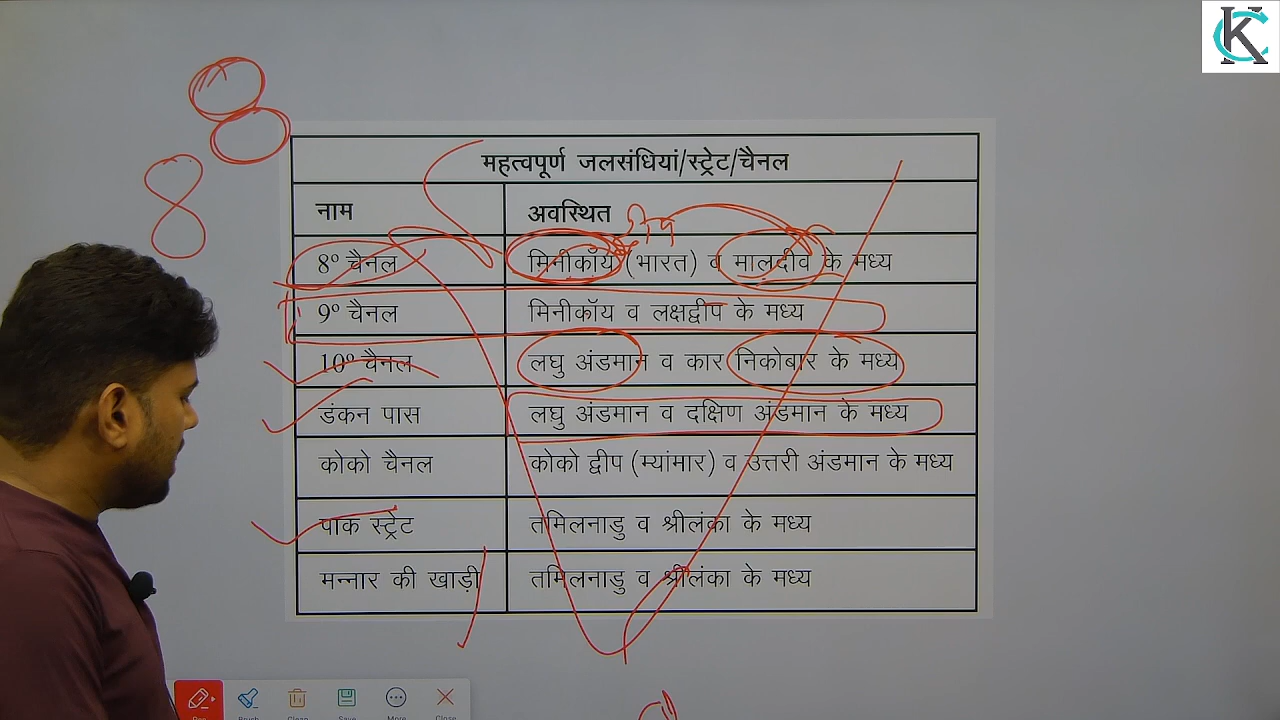 KC
8
8
महत्वपूर्ण जलसंधियां/स्ट्रेट/चैनल
नाम अवस्थित
द्वीप
8° चैनल मिनीकॉय (भारत) व मालदीव के मध्य
9° चैनल मिनीकॉय व लक्षद्वीप के मध्य
10° चैनल लघु अंडमान व कार निकोबार के मध्य
डंकन पास लघु अंडमान व दक्षिण अंडमान के मध्य
कोको चैनल कोको द्वीप (म्यांमार) व उत्तरी अंडमान के मध्य
पाक स्ट्रेट तमिलनाडु व श्रीलंका के मध्य
मन्नार की खाड़ी तमिलनाडु व श्रीलंका के मध्य